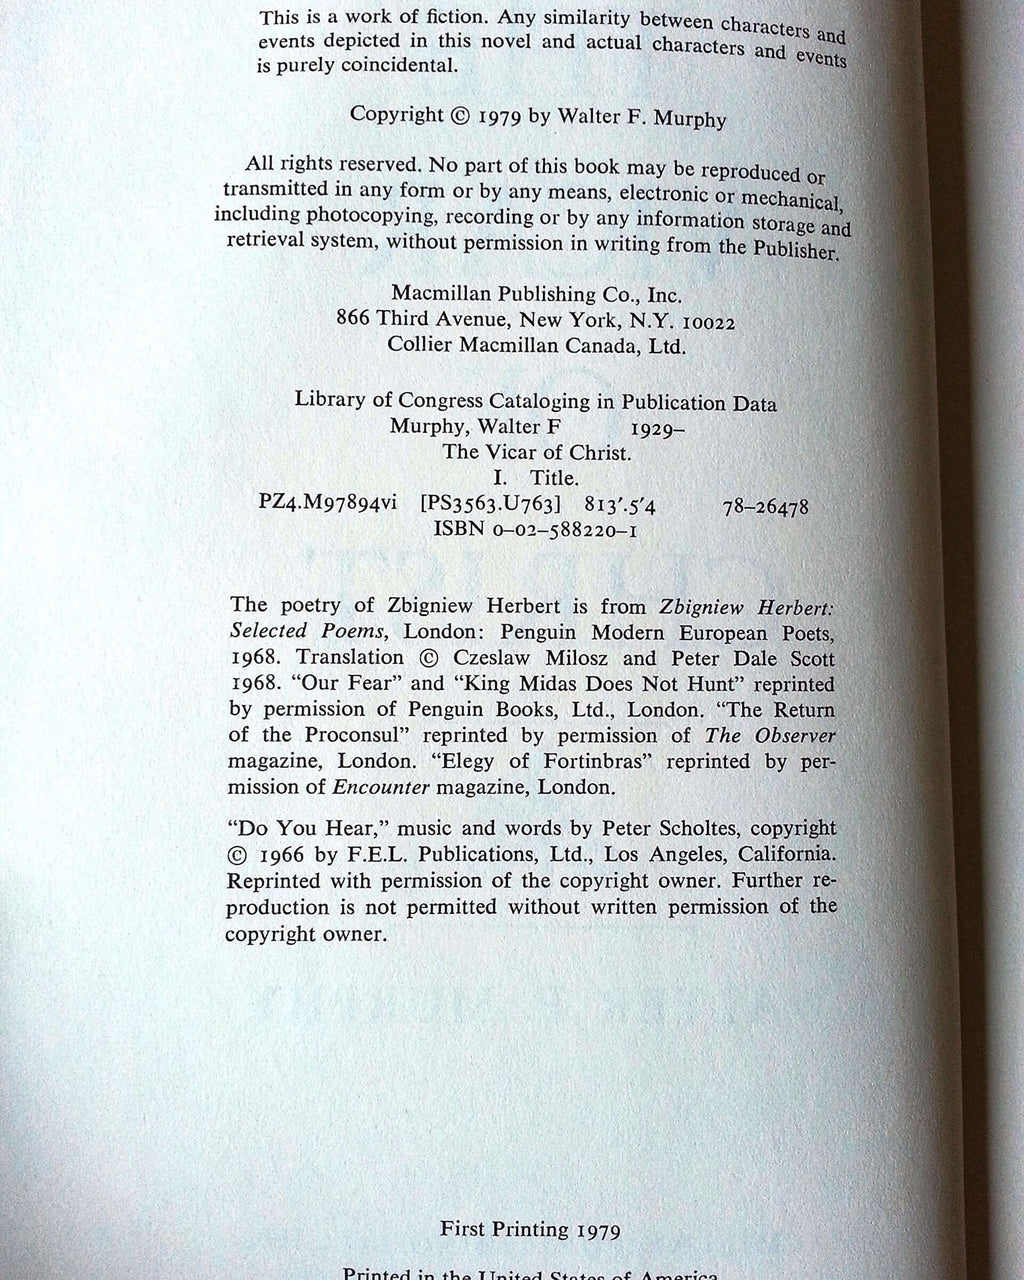 This is a work of fiction. Any similarity between characters and
events depicted in this novel and actual characters and events
is purely coincidental.
Copyright © 1979 by Walter F. Murphy
All rights reserved. No part of this book may be reproduced or
transmitted in any form or by any means, electronic or mechanical,
including photocopying, recording or by any information storage and
retrieval system, without permission in writing from the Publisher.
Macmillan Publishing Co., Inc.
866 Third Avenue, New York, N.Y. 10022
Collier Macmillan Canada, Ltd.
Library of Congress Cataloging in Publication Data
Murphy, Walter F 1929–
The Vicar of Christ.
I. Title.
PZ4.M97894vi [PS3563.U763] 813'.5'4 78–26478
ISBN 0–02–588220–1
The poetry of Zbigniew Herbert is from Zbigniew Herbert:
Selected Poems, London: Penguin Modern European Poets,
1968. Translation © Czeslaw Milosz and Peter Dale Scott
1968. “Our Fear” and “King Midas Does Not Hunt” reprinted
by permission of Penguin Books, Ltd., London. “The Return
of the Proconsul” reprinted by permission of The Observer
magazine, London. “Elegy of Fortinbras” reprinted by per-
mission of Encounter magazine, London.
“Do You Hear,” music and words by Peter Scholtes, copyright
© 1966 by F.E.L. Publications, Ltd., Los Angeles, California.
Reprinted with permission of the copyright owner. Further re-
production is not permitted without written permission of the
copyright owner.
First Printing 1979
Printed in the United States of America